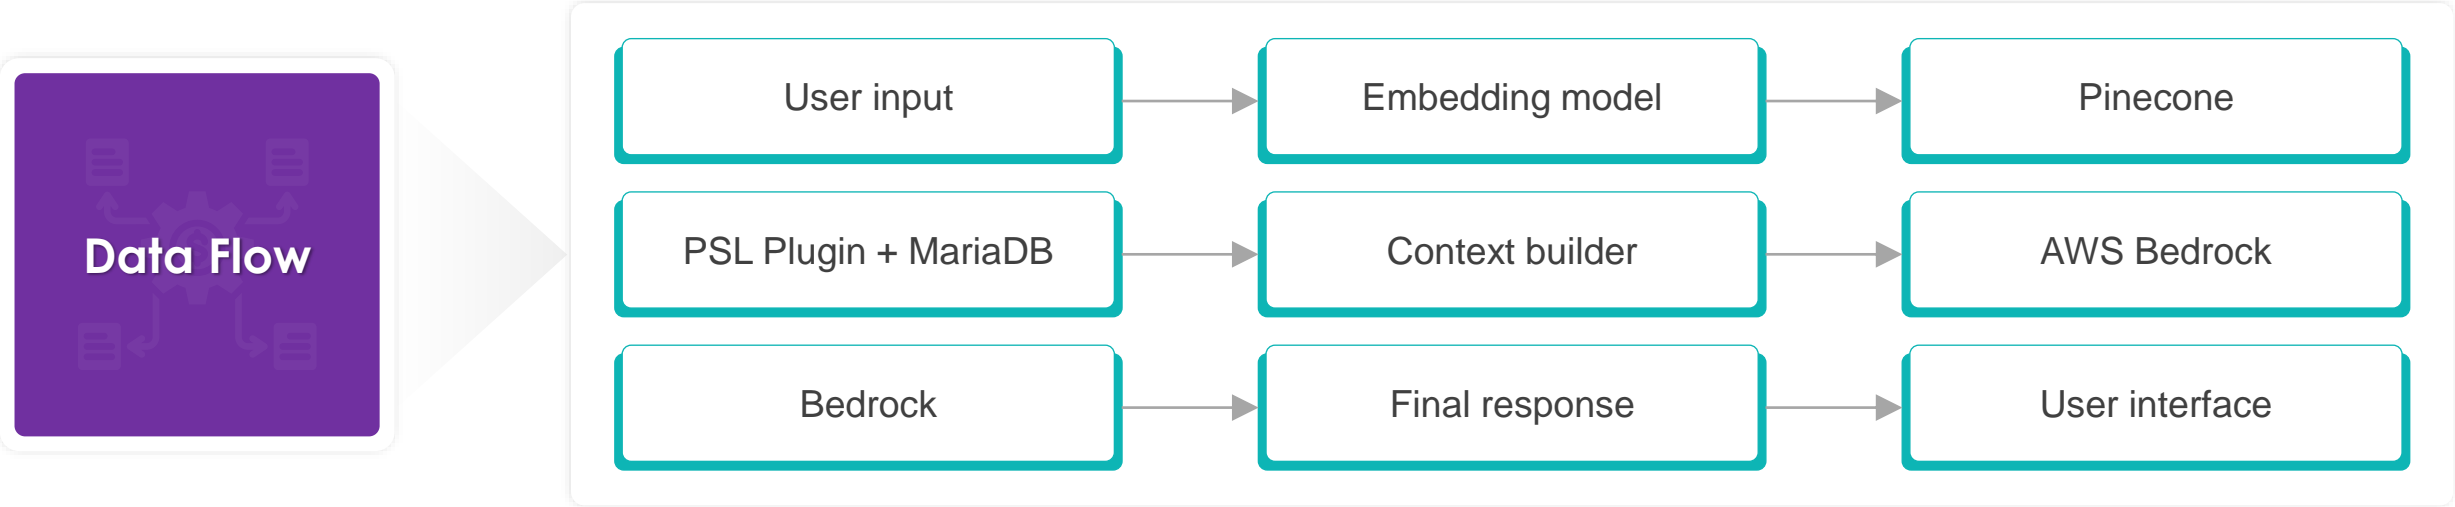 Data Flow
User input
Embedding model
Pinecone
PSL Plugin + MariaDB
Context builder
AWS Bedrock
Bedrock
Final response
User interface